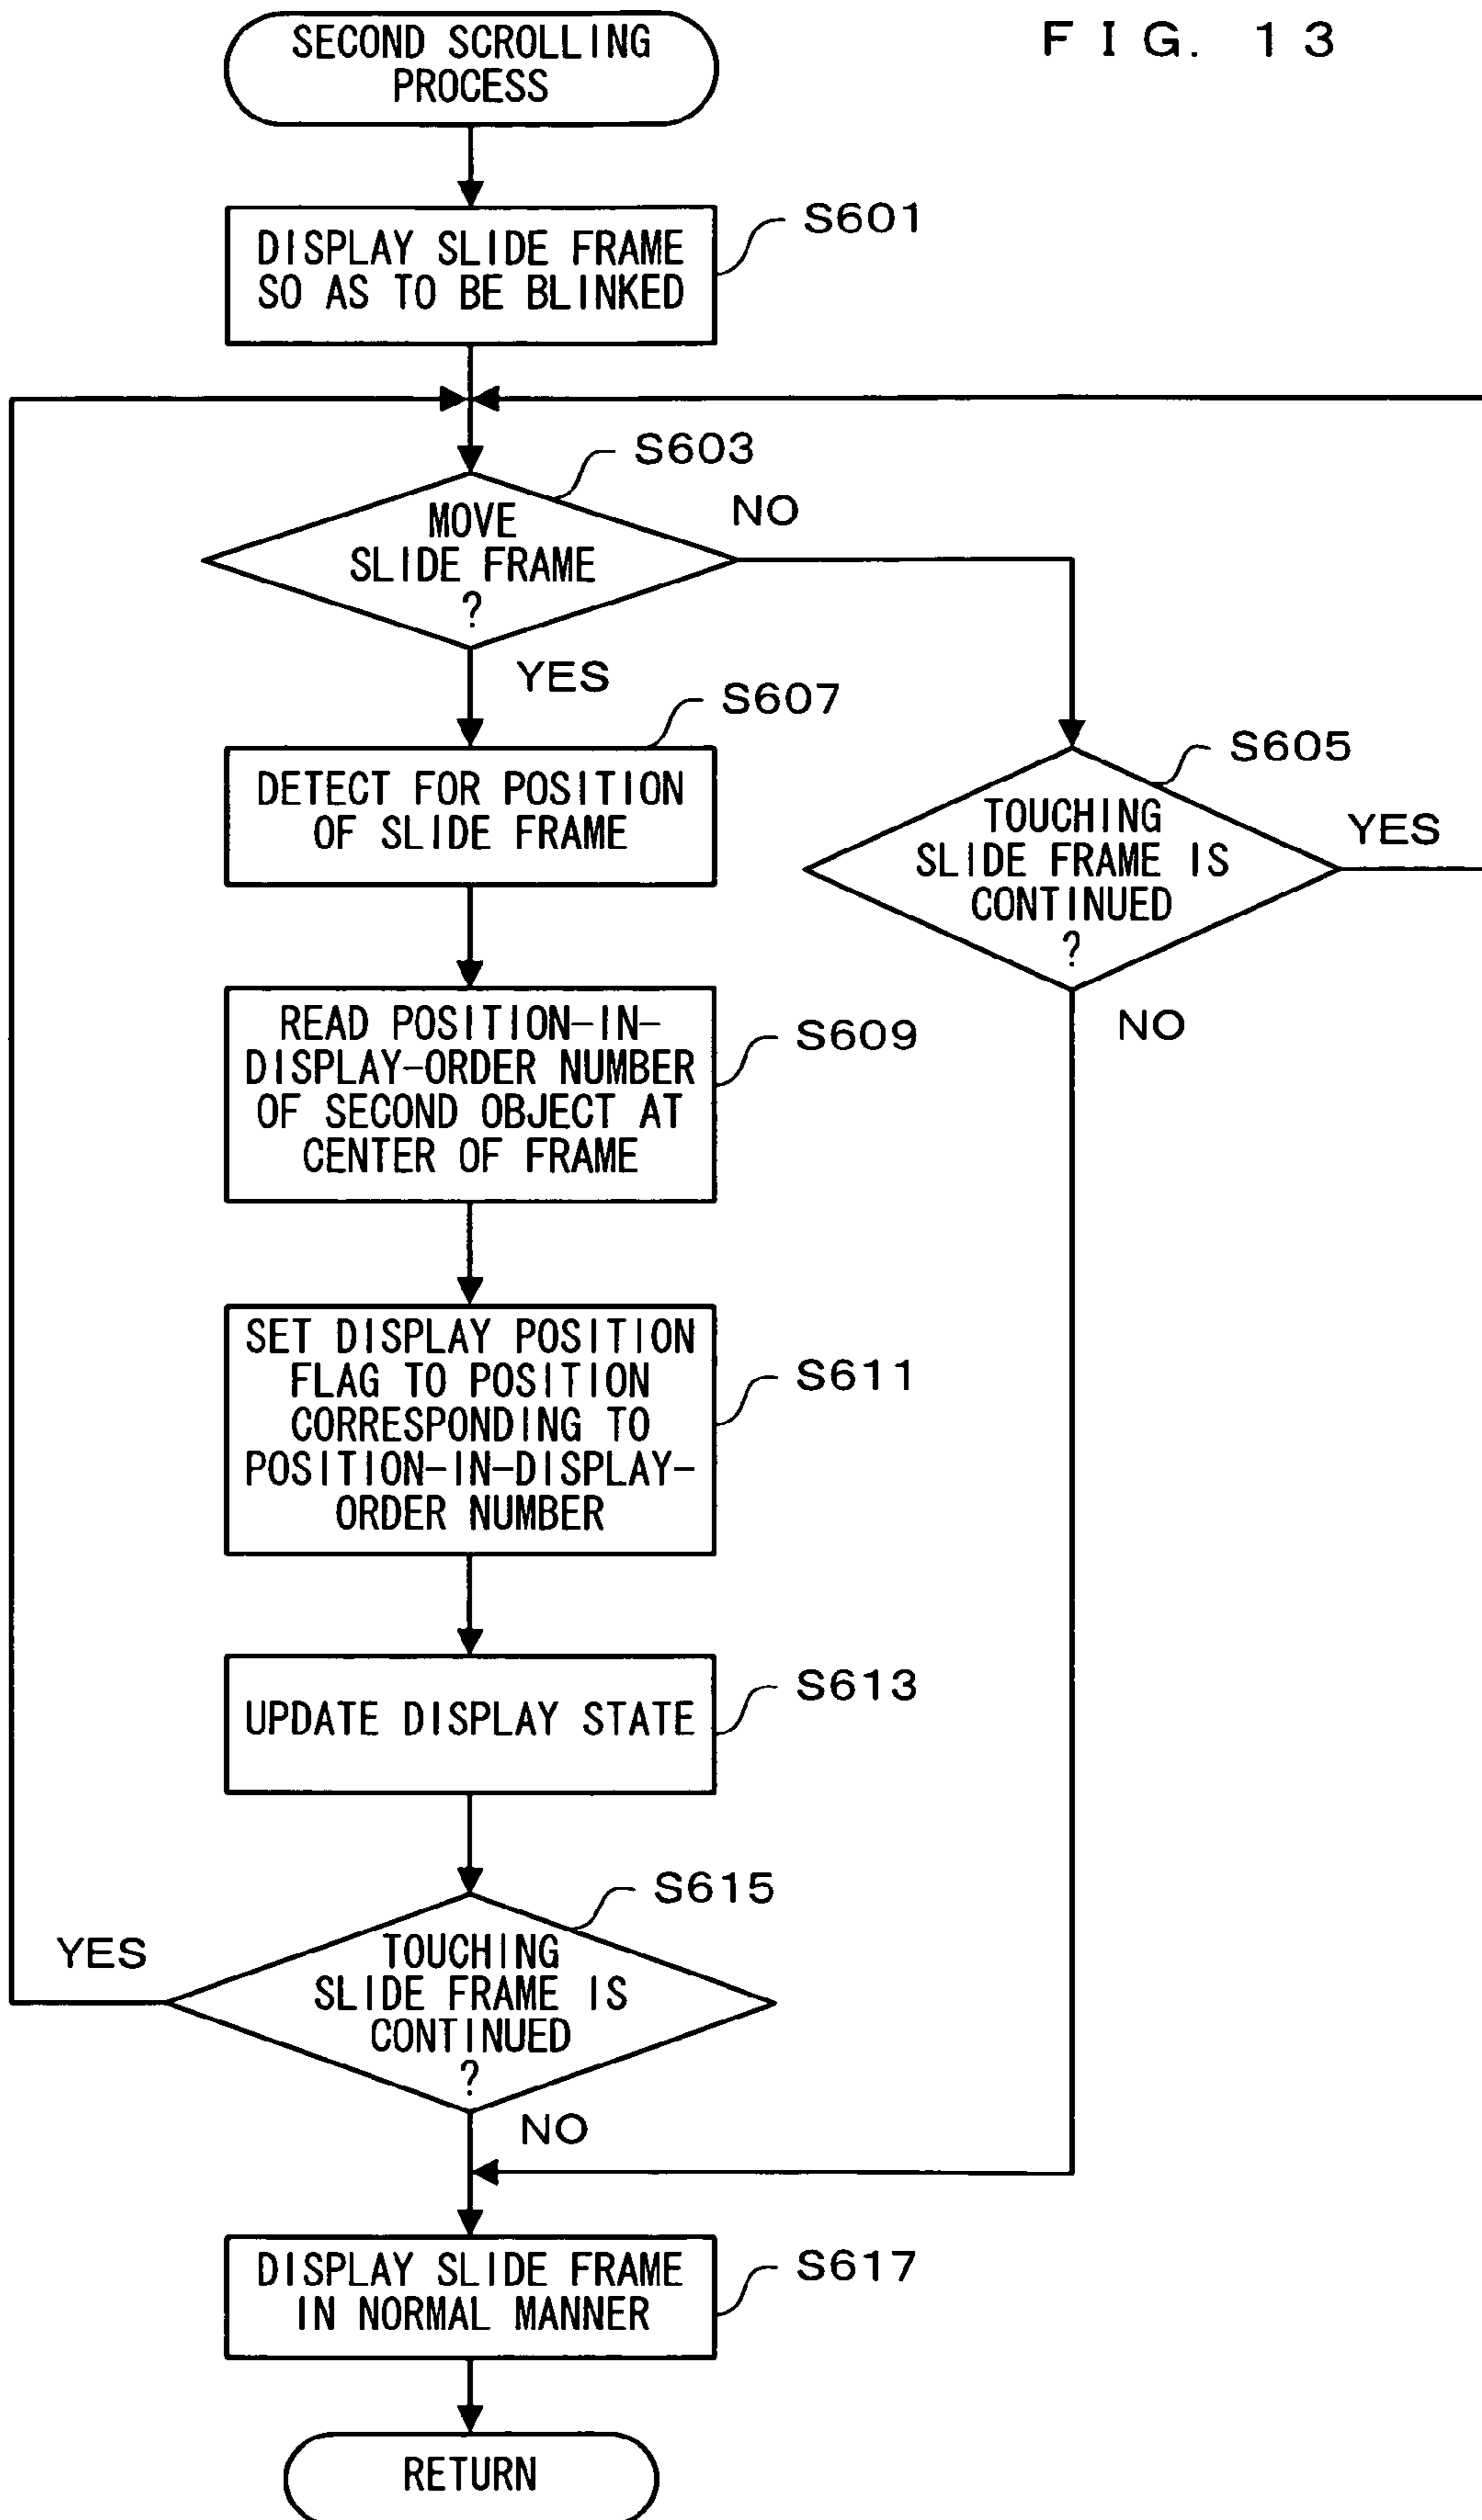 FIG. 13
SECOND SCROLLING
PROCESS
S601
DISPLAY SLIDE FRAME
SO AS TO BE BLINKED
S603
MOVE
SLIDE FRAME
?
NO
YES
S607
DETECT FOR POSITION
OF SLIDE FRAME
S605
TOUCHING
SLIDE FRAME IS
CONTINUED
?
YES
NO
READ POSITION-IN-
DISPLAY-ORDER NUMBER
OF SECOND OBJECT AT
CENTER OF FRAME
S609
SET DISPLAY POSITION
FLAG TO POSITION
CORRESPONDING TO
POSITION-IN-DISPLAY-
ORDER NUMBER
S611
UPDATE DISPLAY STATE
S613
S615
YES
TOUCHING
SLIDE FRAME IS
CONTINUED
?
NO
DISPLAY SLIDE FRAME
IN NORMAL MANNER
S617
RETURN